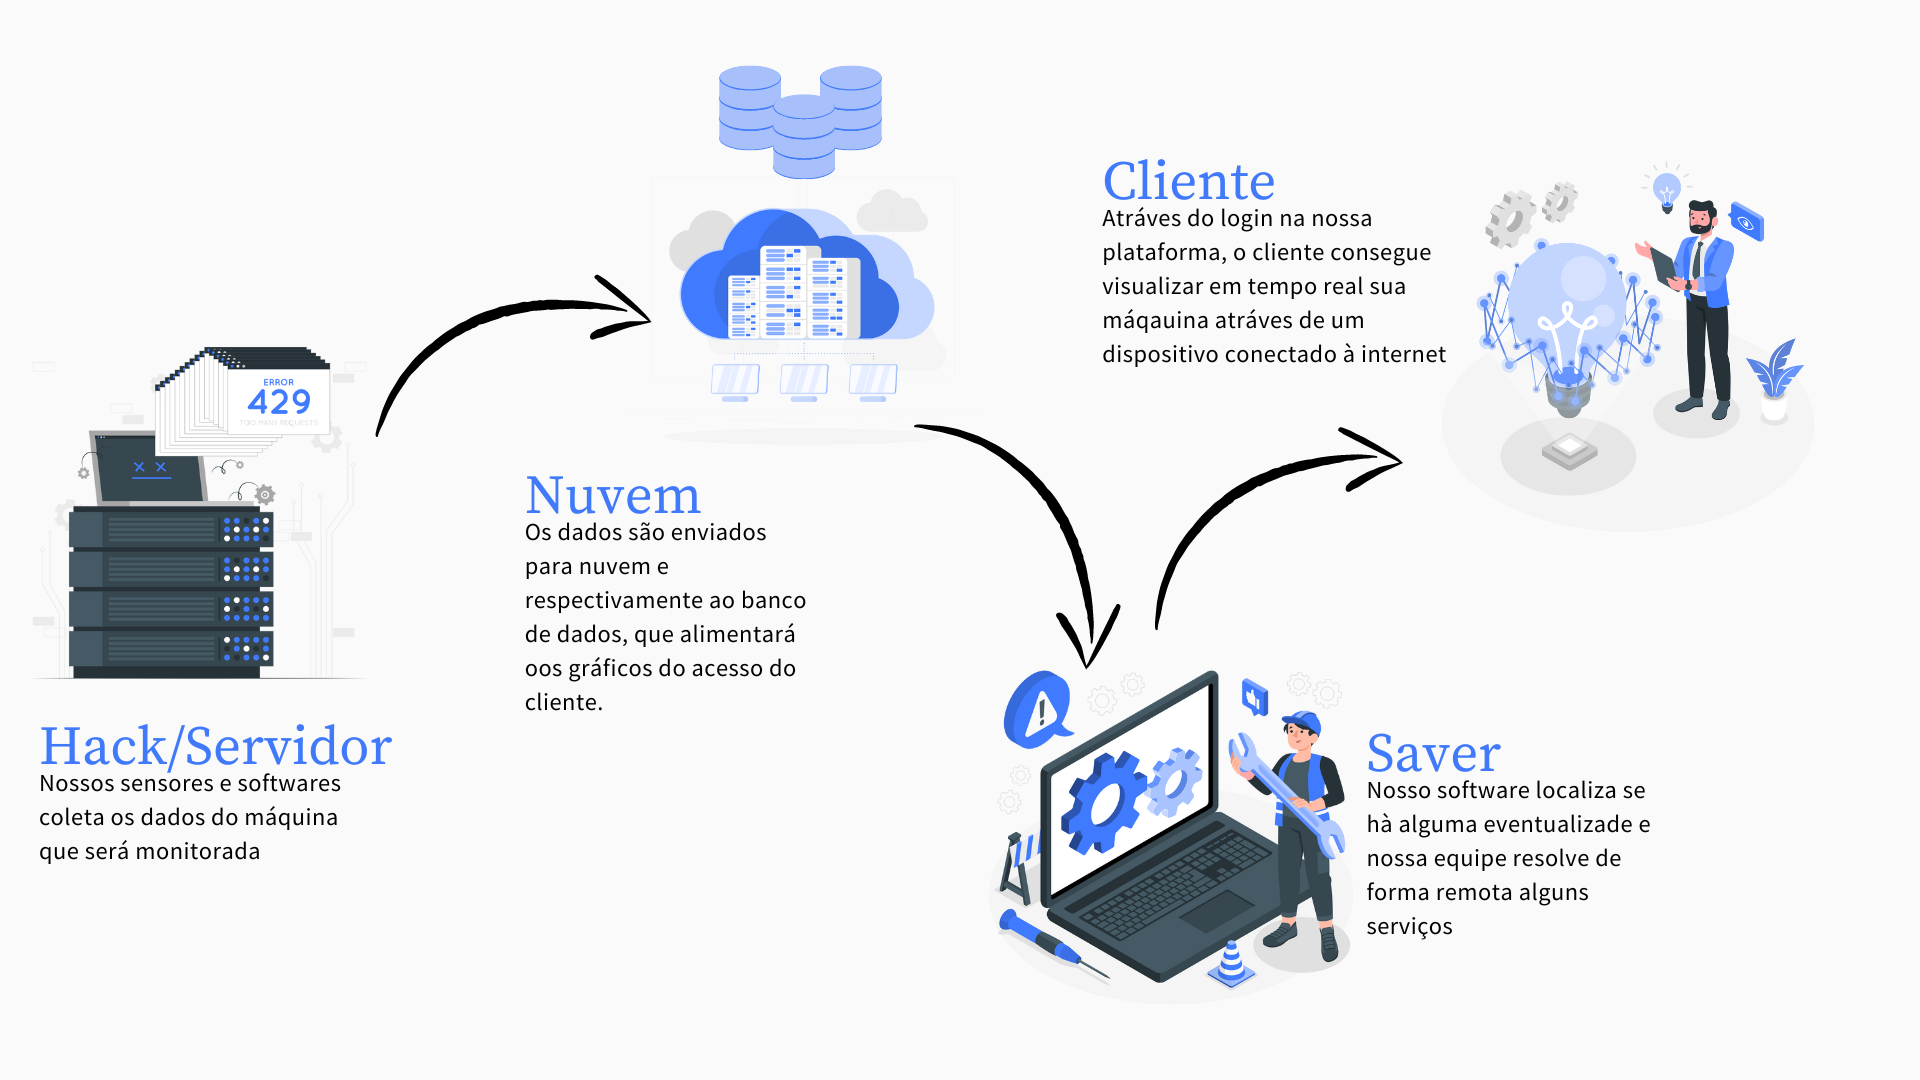 ERROR
429
TOO MANY REQUESTS
Hack/Servidor
Nossos sensores e softwares
coleta os dados do máquina
que será monitorada
Nuvem
Os dados são enviados
para nuvem e
respectivamente ao banco
de dados, que alimentará
oos gráficos do acesso do
cliente.
Saver
Nosso software localiza se
hà alguma eventualizade e
nossa equipe resolve de
forma remota alguns
serviços
Cliente
Atráves do login na nossa
plataforma, o cliente consegue
visualizar em tempo real sua
máqauina atráves de um
dispositivo conectado à internet